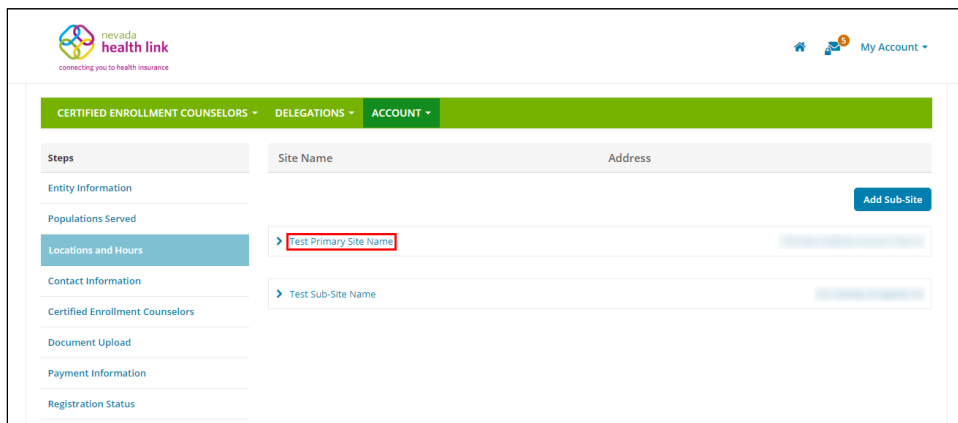 nevada
health link
connecting you to health insurance
5
My Account
CERTIFIED ENROLLMENT COUNSELORS
DELEGATIONS
ACCOUNT
Steps
Entity Information
Populations Served
Locations and Hours
Contact Information
Certified Enrollment Counselors
Document Upload
Payment Information
Registration Status
Site Name
Address
Add Sub-Site
Test Primary Site Name
Test Sub-Site Name